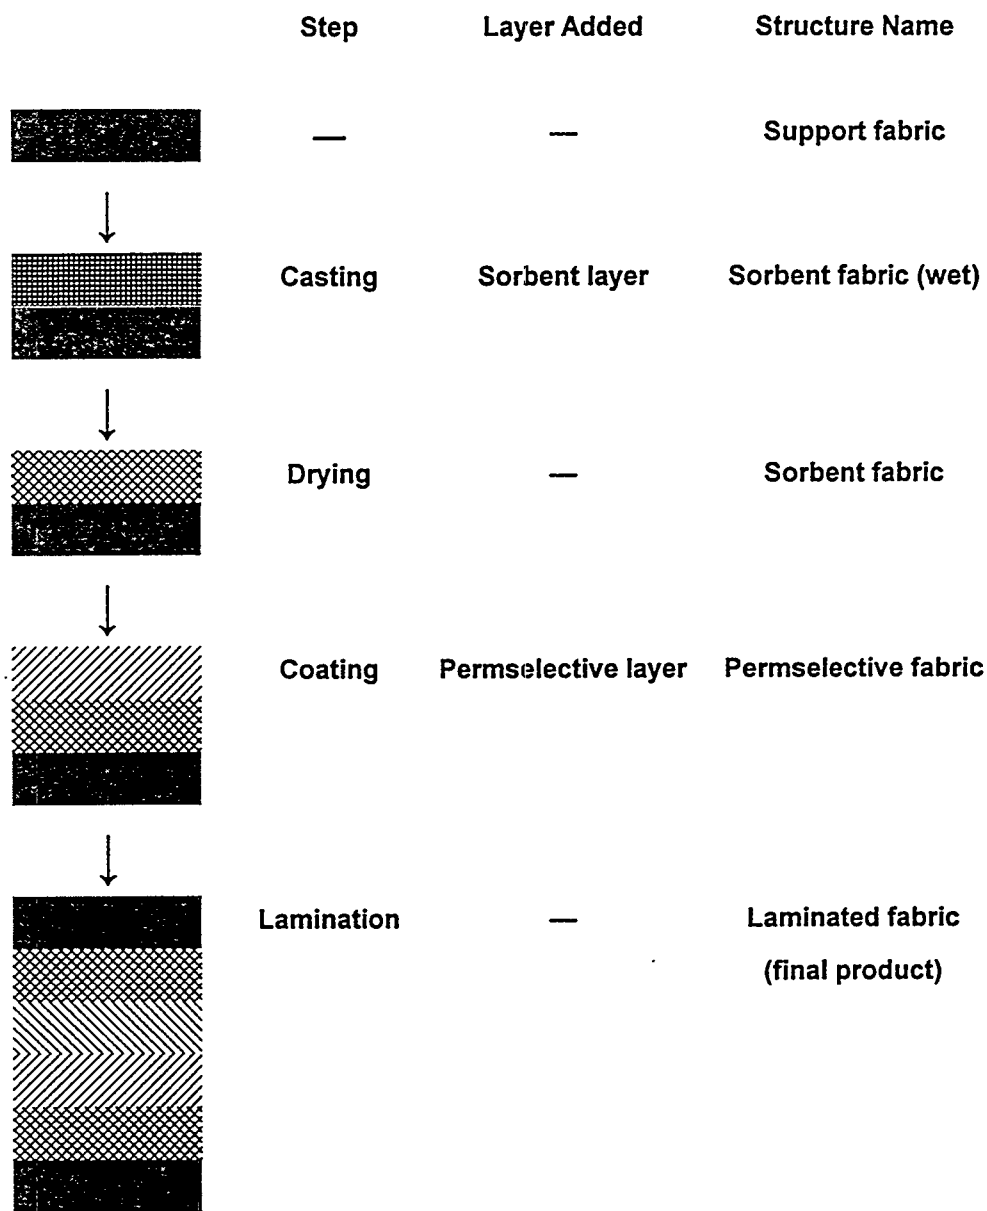 Step Layer Added Structure Name
— — Support fabric
Casting Sorbent layer Sorbent fabric (wet)
Drying — Sorbent fabric
Coating Permselective layer Permselective fabric
Lamination — Laminated fabric
(final product)